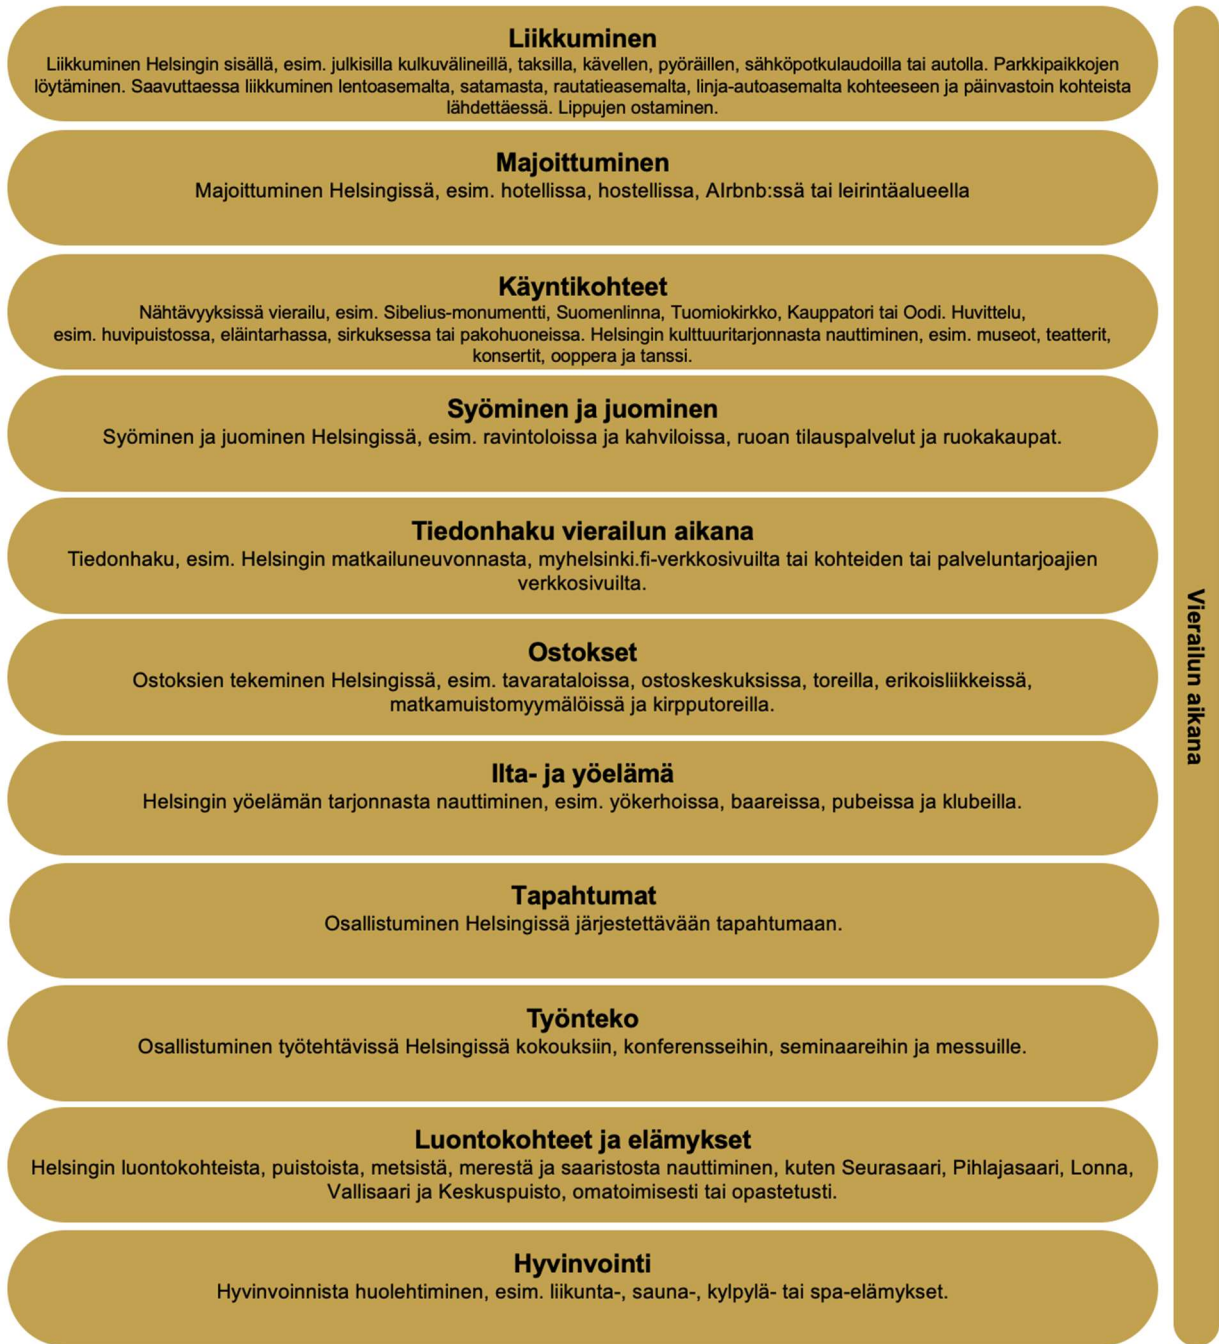 Liikkuminen
Liikkuminen Helsingin sisällä, esim. julkisilla kulkuvälineillä, taksilla, kävellen, pyöräillen, sähköpotkulaudoilla tai autolla. Parkkipaikkojen
löytäminen. Saavuttaessa liikkuminen lentoasemalta, satamasta, rautatieasemalta, linja-autoasemalta kohteeseen ja päinvastoin kohteista
lähdettäessä. Lippujen ostaminen.
Majoittuminen
Majoittuminen Helsingissä, esim. hotellissa, hostellissa, AIrbnb:ssä tai leirintäalueella
Käyntikohteet
Nähtävyyksissä vierailu, esim. Sibelius-monumentti, Suomenlinna, Tuomiokirkko, Kauppatori tai Oodi. Huvittelu,
esim. huvipuistossa, eläintarhassa, sirkuksessa tai pakohuoneissa. Helsingin kulttuuritarjonnasta nauttiminen, esim. museot, teatterit,
konsertit, ooppera ja tanssi.
Syöminen ja juominen
Syöminen ja juominen Helsingissä, esim. ravintoloissa ja kahviloissa, ruoan tilauspalvelut ja ruokakaupat.
Tiedonhaku vierailun aikana
Tiedonhaku, esim. Helsingin matkailuneuvonnasta, myhelsinki.fi-verkkosivuilta tai kohteiden tai palveluntarjoajien
verkkosivuilta.
Ostokset
Ostoksien tekeminen Helsingissä, esim. tavarataloissa, ostoskeskuksissa, toreilla, erikoisliikkeissä,
matkamuistomyymälöissä ja kirpputoreilla.
Ilta- ja yöelämä
Helsingin yöelämän tarjonnasta nauttiminen, esim. yökerhoissa, baareissa, pubeissa ja klubeilla.
Tapahtumat
Osallistuminen Helsingissä järjestettävään tapahtumaan.
Työnteko
Osallistuminen työtehtävissä Helsingissä kokouksiin, konferensseihin, seminaareihin ja messuille.
Luontokohteet ja elämykset
Helsingin luontokohteista, puistoista, metsistä, merestä ja saaristosta nauttiminen, kuten Seurasaari, Pihlajasaari, Lonna,
Vallisaari ja Keskuspuisto, omatoimisesti tai opastetusti.
Hyvinvointi
Hyvinvoinnista huolehtiminen, esim. liikunta-, sauna-, kylpylä- tai spa-elämykset.
Vierailun aikana